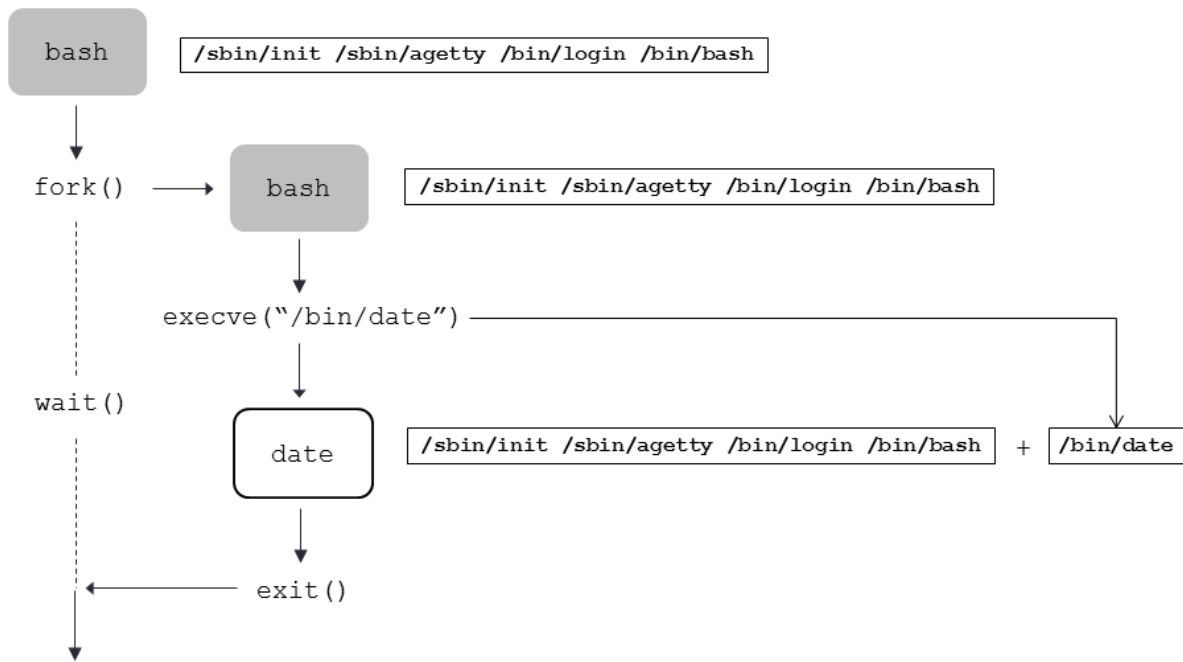 bash
/sbin/init /sbin/agetty /bin/login /bin/bash
fork()
bash
/sbin/init /sbin/agetty /bin/login /bin/bash
execve(“/bin/date”)
wait()
date
/sbin/init /sbin/agetty /bin/login /bin/bash + /bin/date
exit()